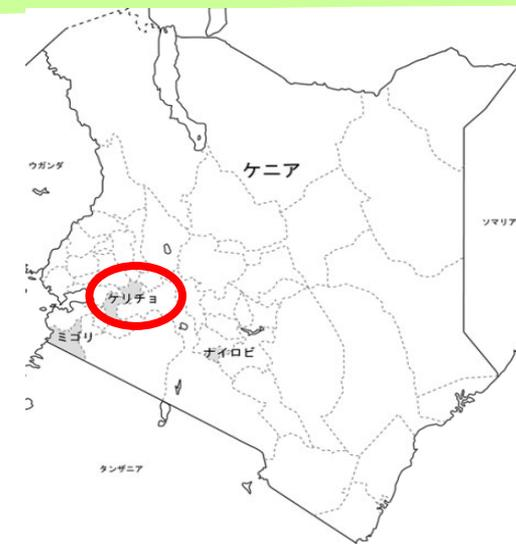 ウガンダ
ケニア
ソマリア
ケリチョ
ミゴリ
ナイロビ
タンザニア